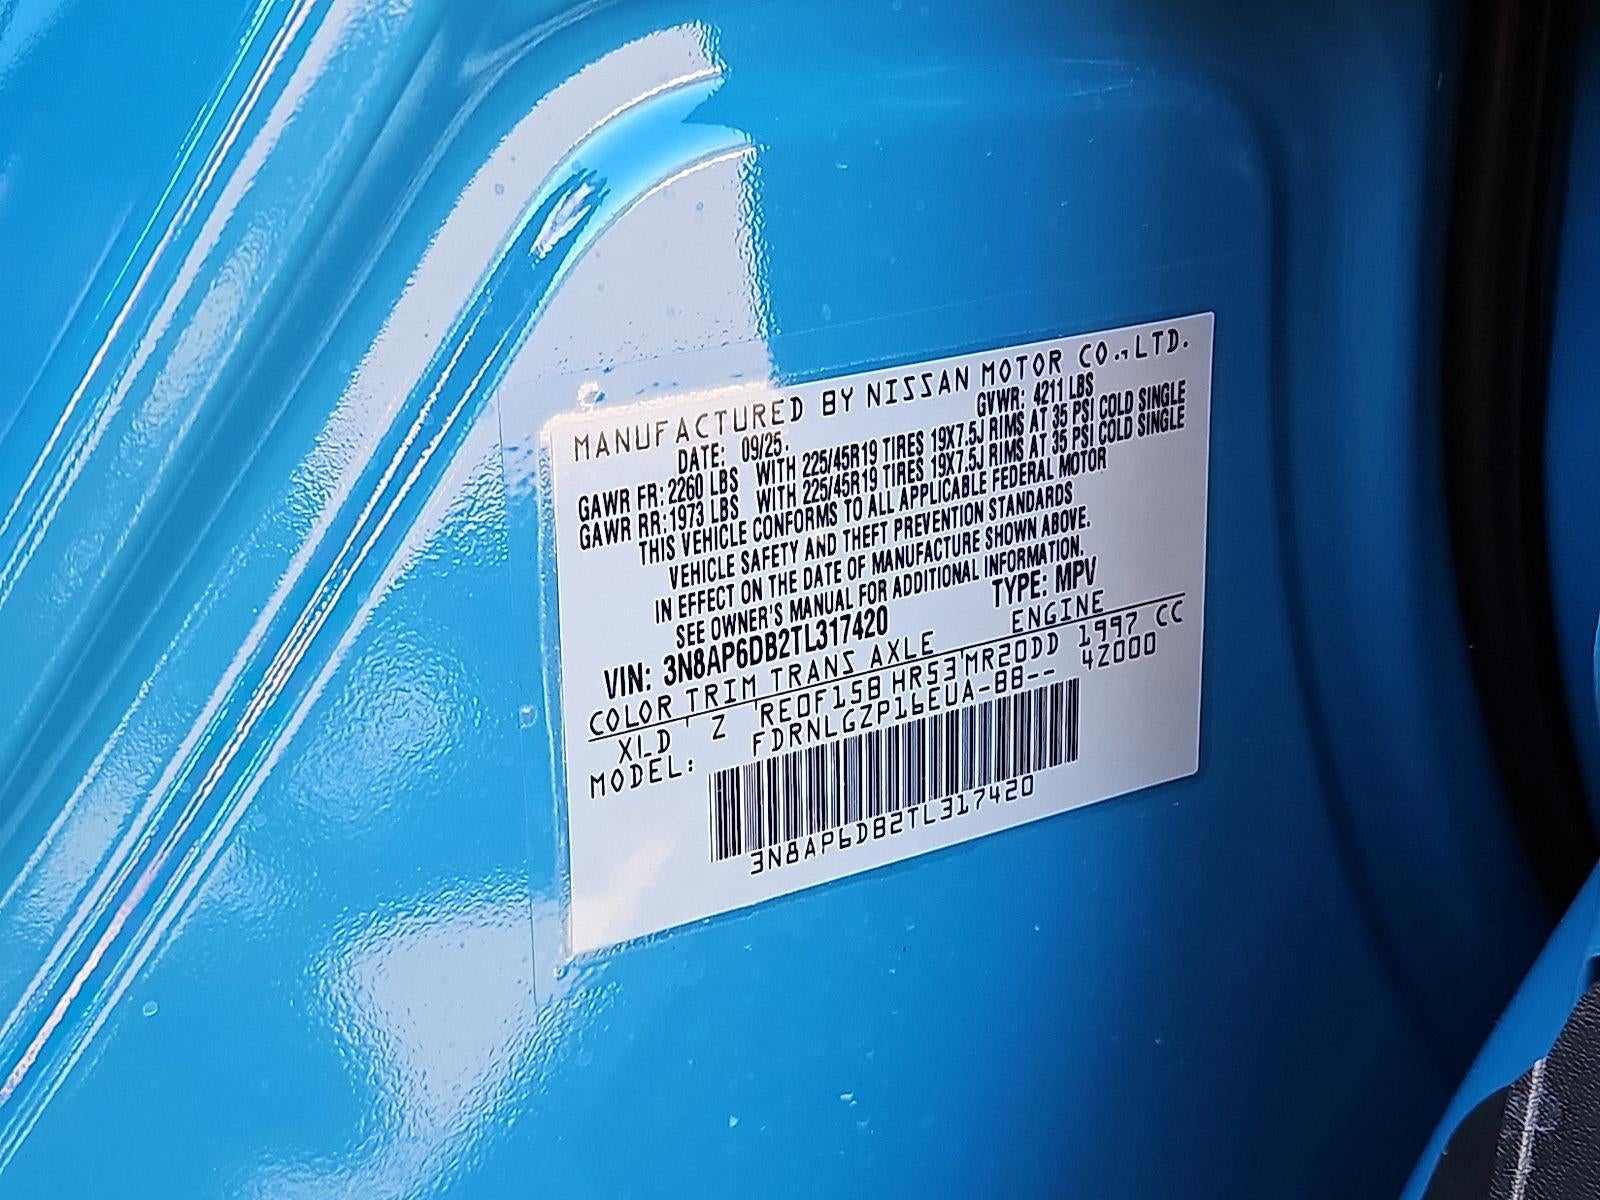 MANUFACTURED BY NISSAN MOTOR CO.,LTD.
DATE: 09/25. GVWR: 4211 LBS
GAWR FR: 2260 LBS WITH 225/45R19 TIRES 19X7.5J RIMS AT 35 PSI COLD SINGLE
GAWR RR: 1973 LBS WITH 225/45R19 TIRES 19X7.5J RIMS AT 35 PSI COLD SINGLE
THIS VEHICLE CONFORMS TO ALL APPLICABLE FEDERAL MOTOR
VEHICLE SAFETY AND THEFT PREVENTION STANDARDS
IN EFFECT ON THE DATE OF MANUFACTURE SHOWN ABOVE.
SEE OWNER'S MANUAL FOR ADDITIONAL INFORMATION.
VIN: 3N8AP6DB2TL317420 TYPE: MPV
COLOR TRIM TRANS AXLE ENGINE
XLD Z RE0F15B HR53 MR20DD 1997 CC
MODEL: FDRNLGZP16EUA-BB-- 4Z000
3N8AP6DB2TL317420